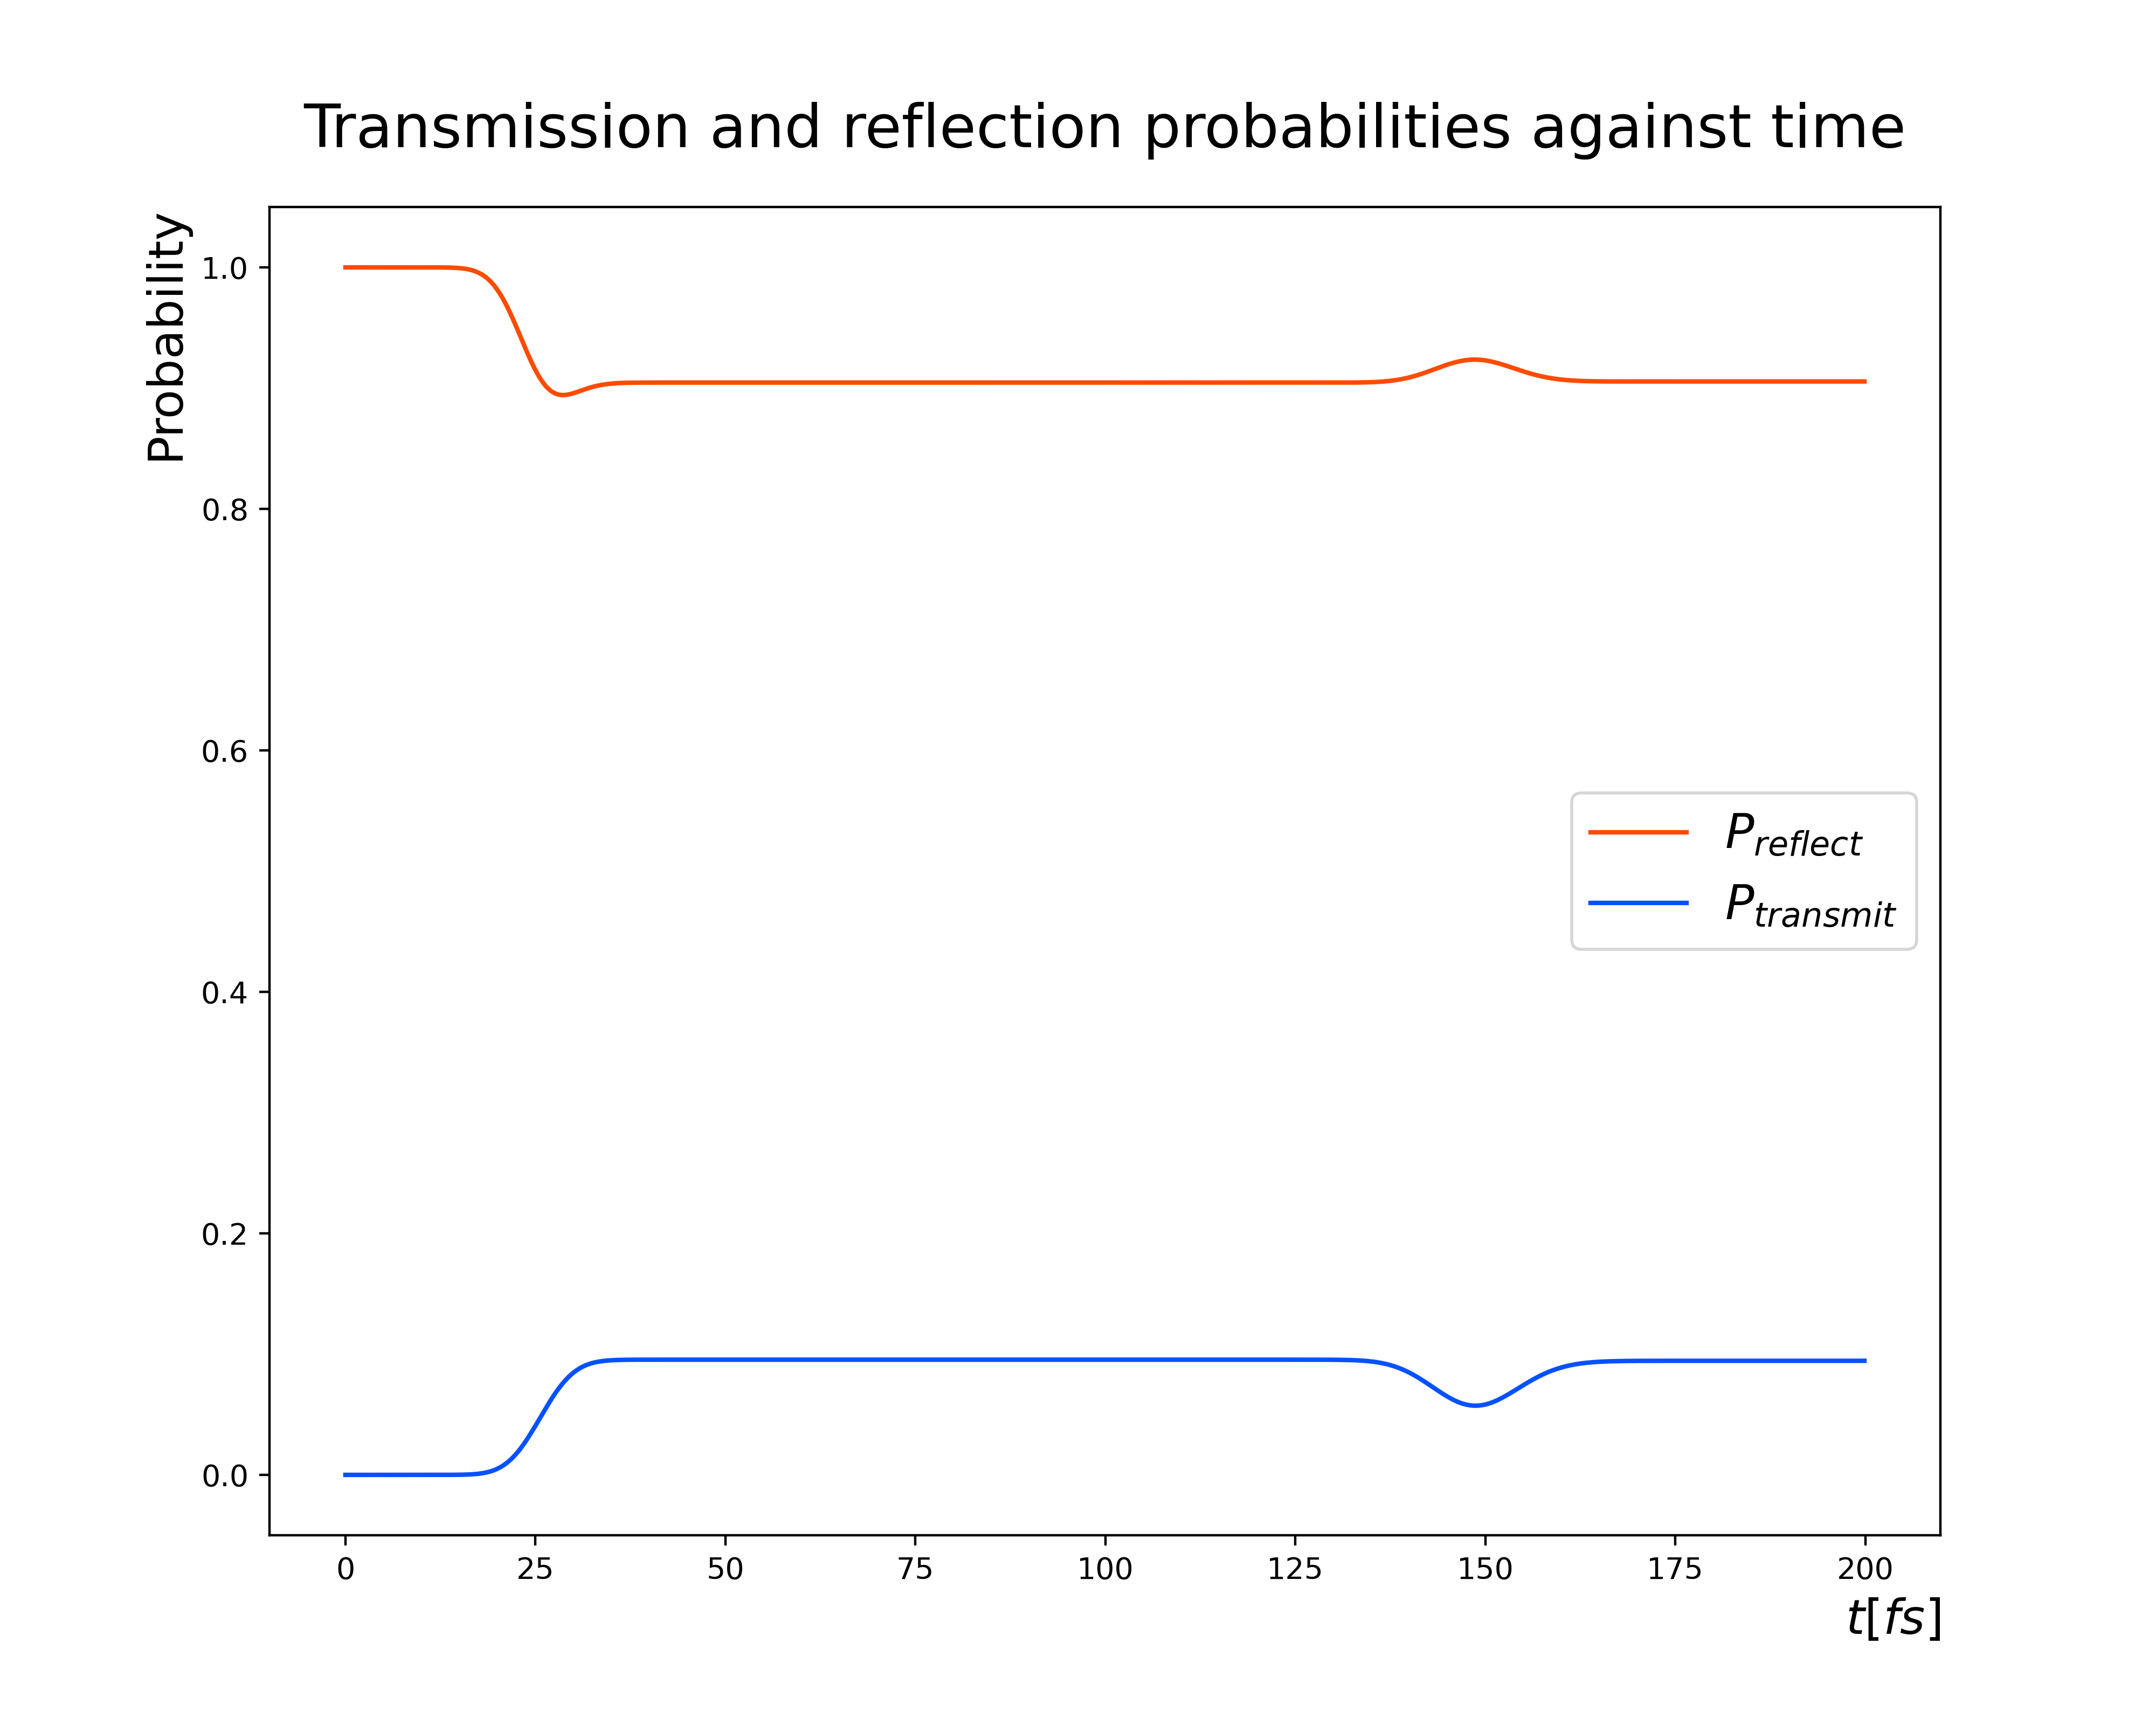 Transmission and reflection probabilities against time
Probability
1.0
0.8
0.6
0.4
0.2
0.0
P_reflect
P_transmit
0 25 50 75 100 125 150 175 200
t[fs]